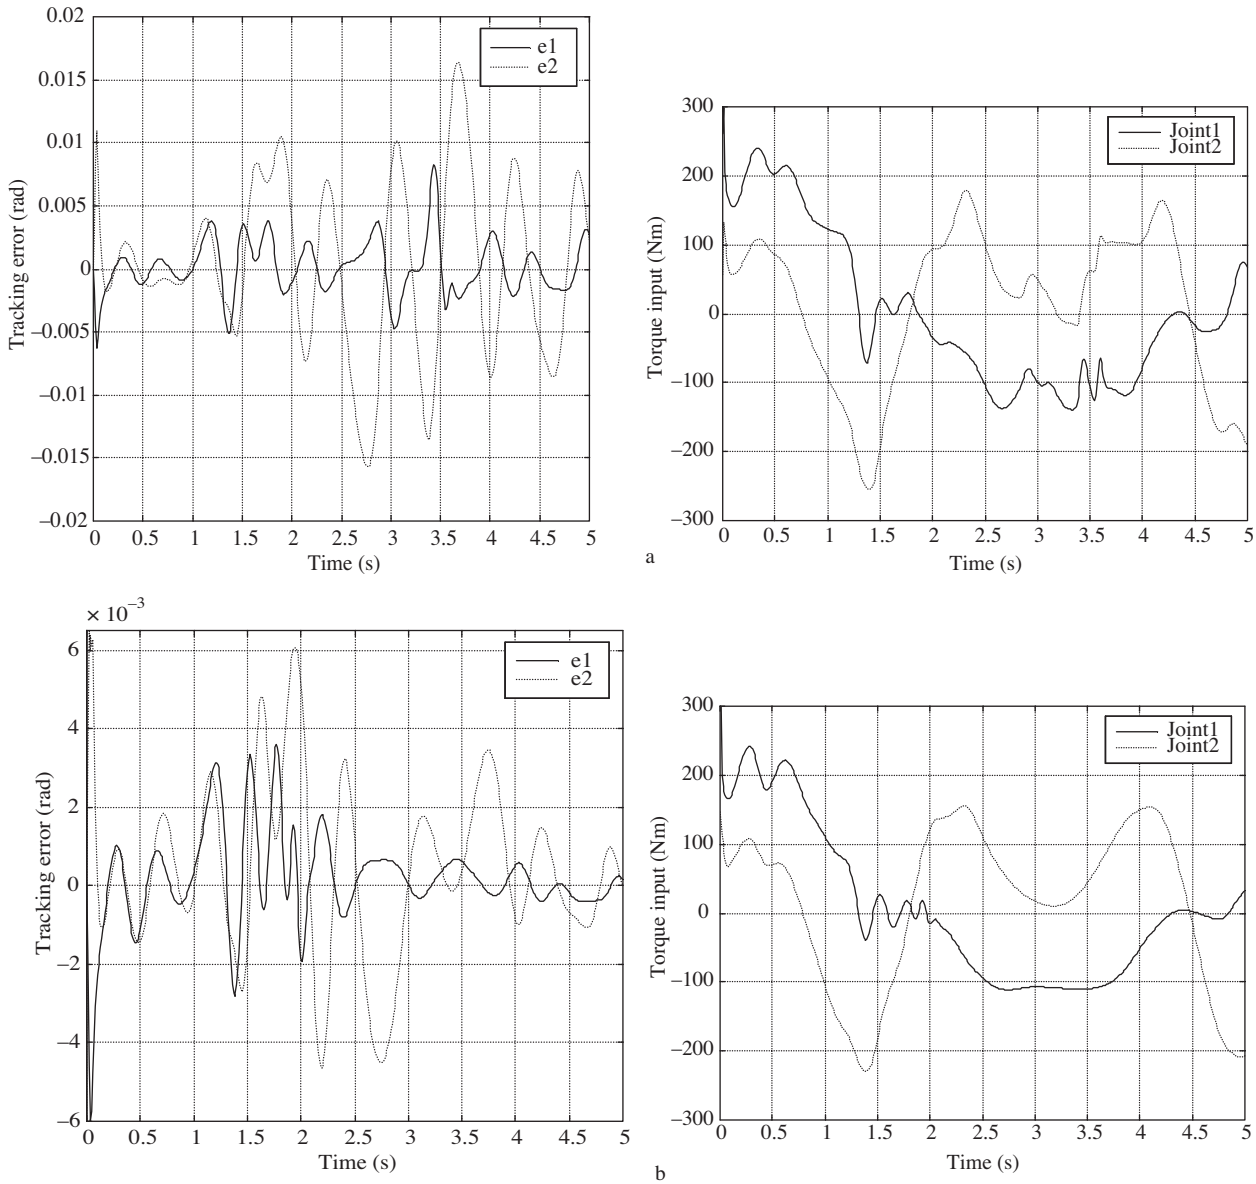 0.02
0.015
0.01
0.005
0
−0.005
−0.01
−0.015
−0.02
Tracking error (rad)
e1
e2
0 0.5 1 1.5 2 2.5 3 3.5 4 4.5 5
Time (s)
300
200
100
0
−100
−200
−300
Torque input (Nm)
Joint1
Joint2
0 0.5 1 1.5 2 2.5 3 3.5 4 4.5 5
Time (s)
a
× 10⁻³
6
4
2
0
−2
−4
−6
Tracking error (rad)
e1
e2
0 0.5 1 1.5 2 2.5 3 3.5 4 4.5 5
Time (s)
300
200
100
0
−100
−200
−300
Torque input (Nm)
Joint1
Joint2
0 0.5 1 1.5 2 2.5 3 3.5 4 4.5 5
Time (s)
b